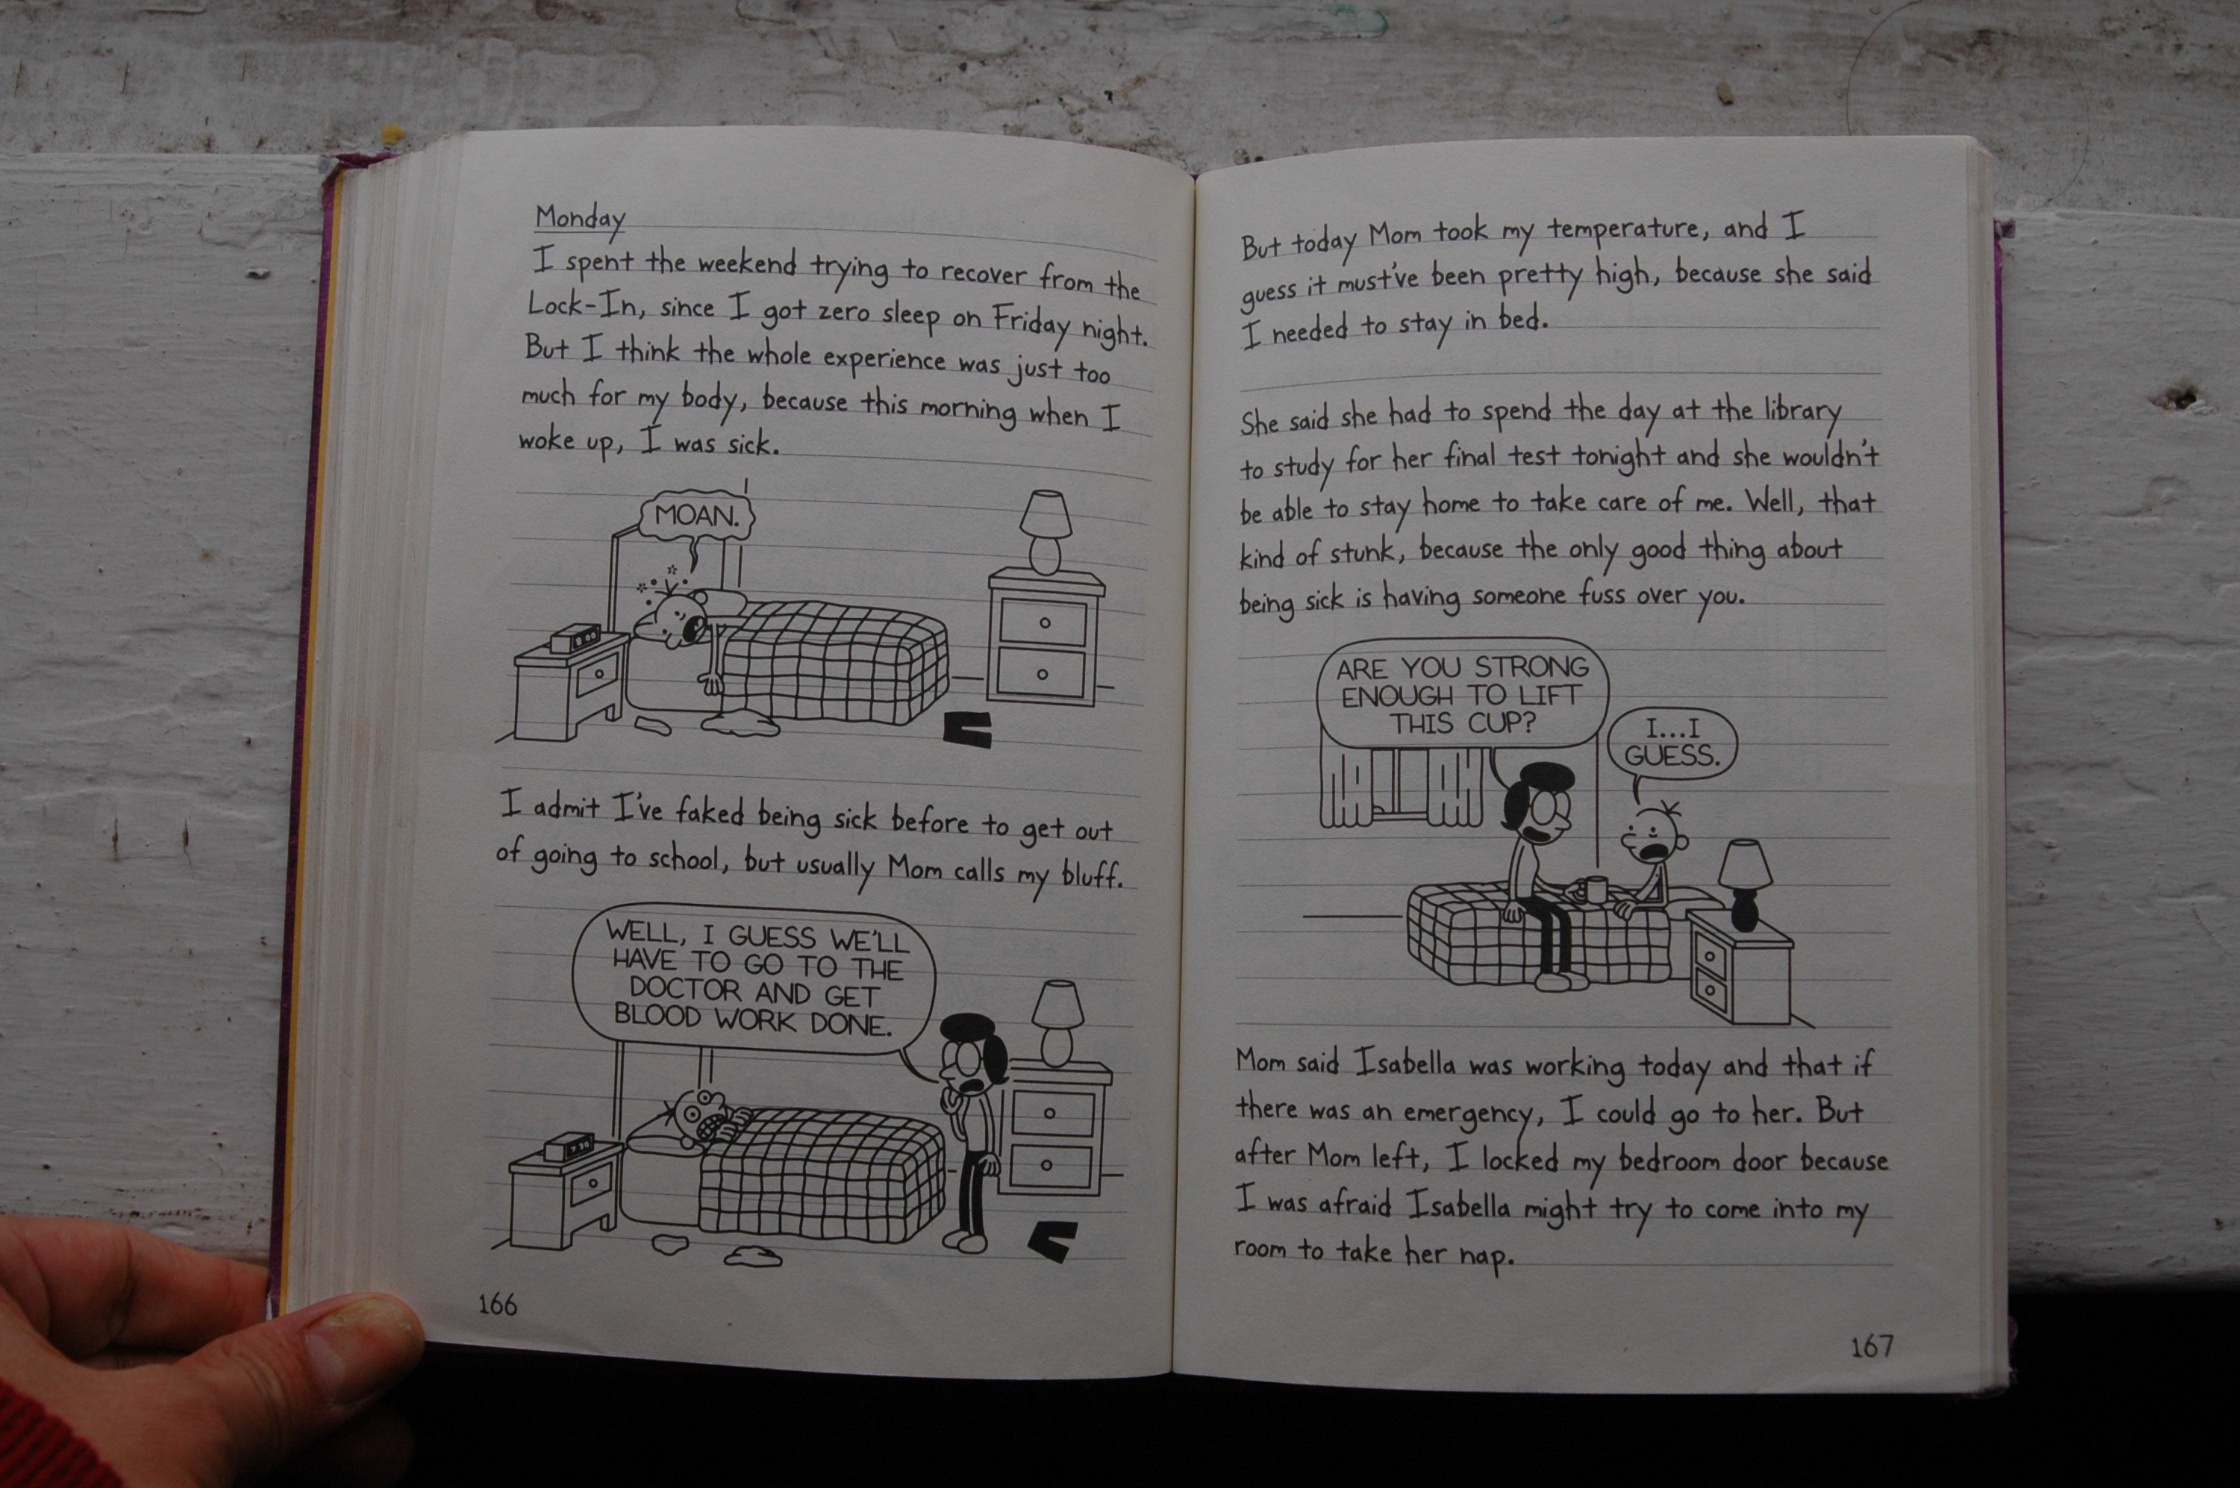 Monday
I spent the weekend trying to recover from the
Lock-In, since I got zero sleep on Friday night.
But I think the whole experience was just too
much for my body, because this morning when I
woke up, I was sick.
MOAN.
I admit I've faked being sick before to get out
of going to school, but usually Mom calls my bluff.
WELL, I GUESS WE'LL
HAVE TO GO TO THE
DOCTOR AND GET
BLOOD WORK DONE.
166
But today Mom took my temperature, and I
guess it must've been pretty high, because she said
I needed to stay in bed.
She said she had to spend the day at the library
to study for her final test tonight and she wouldn't
be able to stay home to take care of me. Well, that
kind of stunk, because the only good thing about
being sick is having someone fuss over you.
ARE YOU STRONG
ENOUGH TO LIFT
THIS CUP?
I...I
GUESS.
Mom said Isabella was working today and that if
there was an emergency, I could go to her. But
after Mom left, I locked my bedroom door because
I was afraid Isabella might try to come into my
room to take her nap.
167